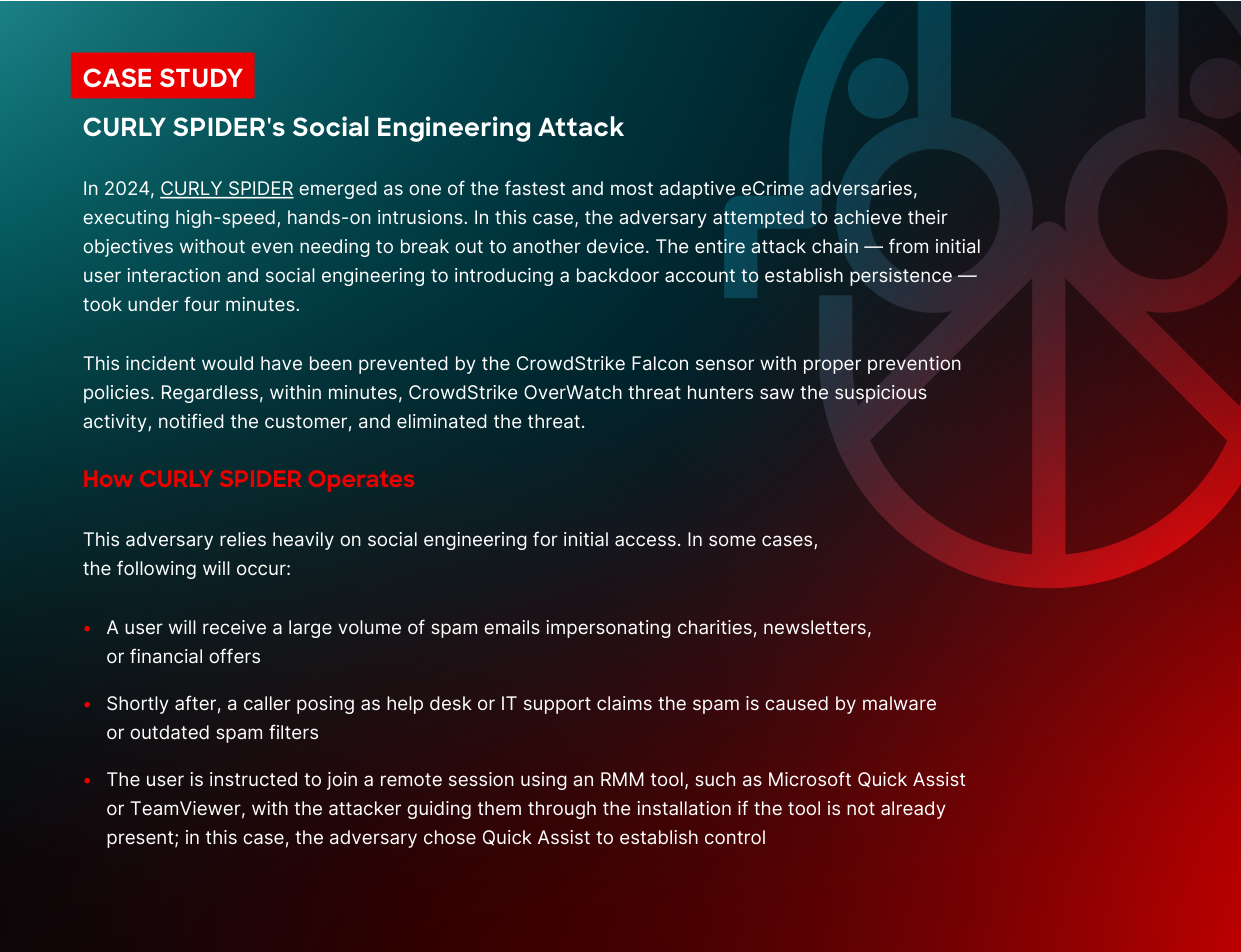 CASE STUDY
CURLY SPIDER's Social Engineering Attack
In 2024, CURLY SPIDER emerged as one of the fastest and most adaptive eCrime adversaries,
executing high-speed, hands-on intrusions. In this case, the adversary attempted to achieve their
objectives without even needing to break out to another device. The entire attack chain — from initial
user interaction and social engineering to introducing a backdoor account to establish persistence —
took under four minutes.
This incident would have been prevented by the CrowdStrike Falcon sensor with proper prevention
policies. Regardless, within minutes, CrowdStrike OverWatch threat hunters saw the suspicious
activity, notified the customer, and eliminated the threat.
How CURLY SPIDER Operates
This adversary relies heavily on social engineering for initial access. In some cases,
the following will occur:
• A user will receive a large volume of spam emails impersonating charities, newsletters,
or financial offers
• Shortly after, a caller posing as help desk or IT support claims the spam is caused by malware
or outdated spam filters
• The user is instructed to join a remote session using an RMM tool, such as Microsoft Quick Assist
or TeamViewer, with the attacker guiding them through the installation if the tool is not already
present; in this case, the adversary chose Quick Assist to establish control